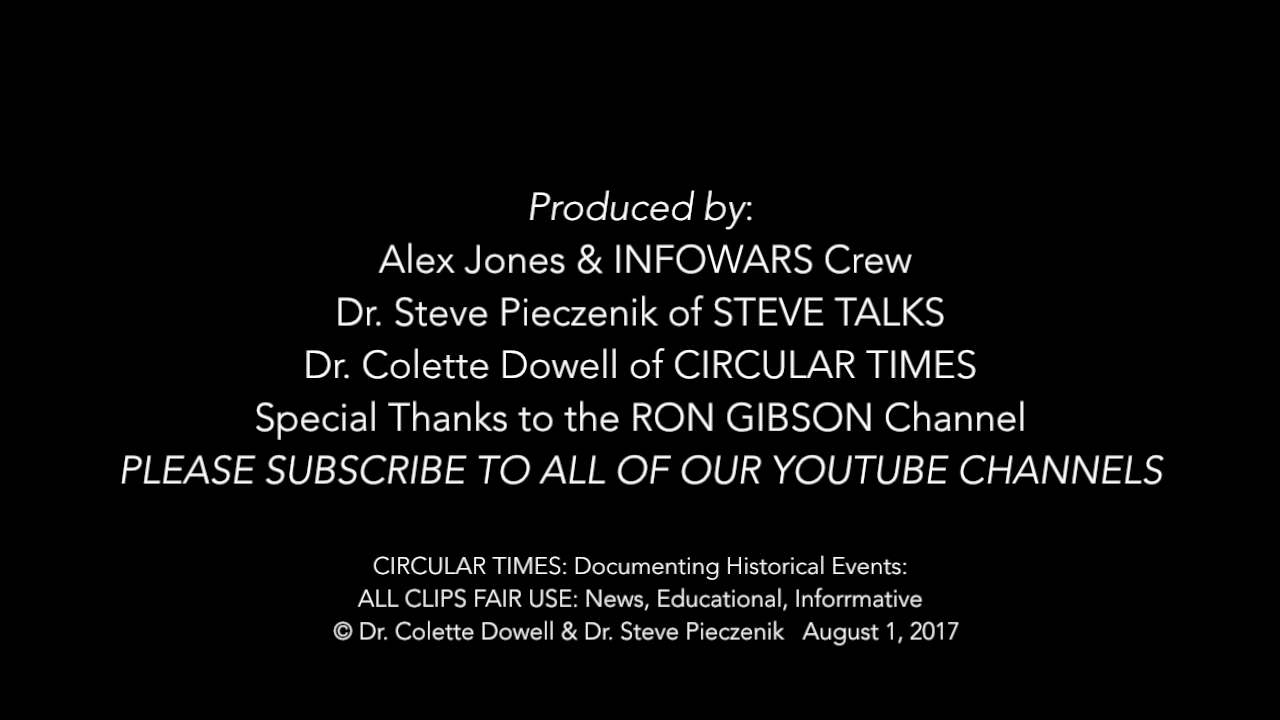 Produced by:
Alex Jones & INFOWARS Crew
Dr. Steve Pieczenik of STEVE TALKS
Dr. Colette Dowell of CIRCULAR TIMES
Special Thanks to the RON GIBSON Channel
PLEASE SUBSCRIBE TO ALL OF OUR YOUTUBE CHANNELS
CIRCULAR TIMES: Documenting Historical Events:
ALL CLIPS FAIR USE: News, Educational, Inforrmative
© Dr. Colette Dowell & Dr. Steve Pieczenik August 1, 2017